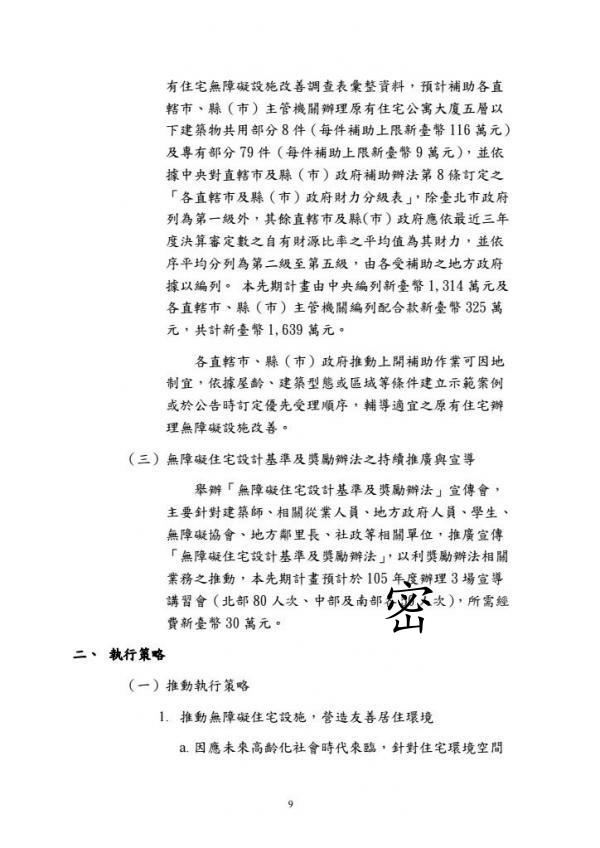 有住宅無障礙設施改善調查表彙整資料，預計補助各直
轄市、縣（市）主管機關辦理原有住宅公寓大廈五層以
下建築物共用部分 8 件（每件補助上限新臺幣 116 萬元）
及專有部分 79 件（每件補助上限新臺幣 9 萬元），並依
據中央對直轄市及縣（市）政府補助辦法第 8 條訂定之
「各直轄市及縣（市）政府財力分級表」，除臺北市政府
列為第一級外，其餘直轄市及縣(市）政府應依最近三年
度決算審定數之自有財源比率之平均值為其財力，並依
序平均分列為第二級至第五級，由各受補助之地方政府
據以編列。 本先期計畫由中央編列新臺幣 1,314 萬元及
各直轄市、縣（市）主管機關編列配合款新臺幣 325 萬
元，共計新臺幣 1,639 萬元。
各直轄市、縣（市）政府推動上開補助作業可因地
制宜，依據屋齡、建築型態或區域等條件建立示範案例
或於公告時訂定優先受理順序，輔導適宜之原有住宅辦
理無障礙設施改善。
（三）無障礙住宅設計基準及獎勵辦法之持續推廣與宣導
舉辦「無障礙住宅設計基準及獎勵辦法」宣傳會，
主要針對建築師、相關從業人員、地方政府人員、學生、
無障礙協會、地方鄰里長、社政等相關單位，推廣宣傳
「無障礙住宅設計基準及獎勵辦法」，以利獎勵辦法相關
業務之推動，本先期計畫預計於 105 年度辦理 3 場宣導
講習會（北部 80 人次、中部及南部各 人次），所需經
密
費新臺幣 30 萬元。
二、 執行策略
（一）推動執行策略
1. 推動無障礙住宅設施，營造友善居住環境
a. 因應未來高齡化社會時代來臨，針對住宅環境空間
9